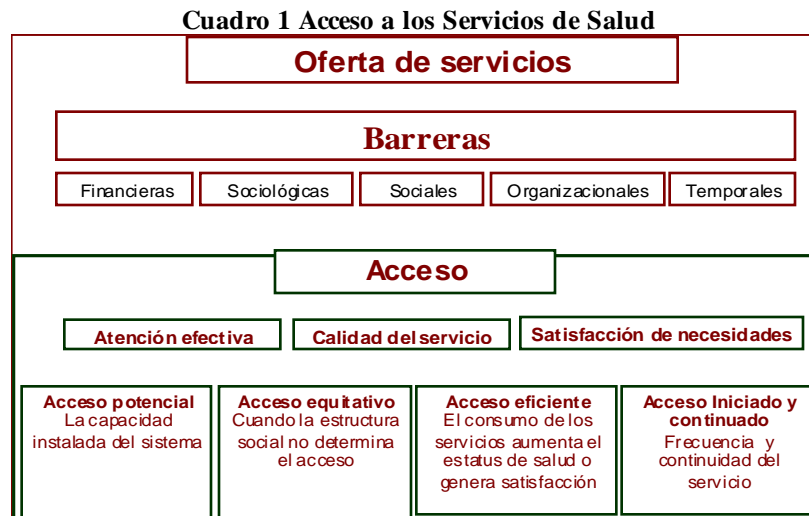 Cuadro 1 Acceso a los Servicios de Salud
Oferta de servicios
Barreras
Financieras
Sociológicas
Sociales
Organizacionales
Temporales
Acceso
Atención efectiva
Calidad del servicio
Satisfacción de necesidades
Acceso potencial
La capacidad
instalada del sistema
Acceso equitativo
Cuando la estructura
social no determina
el acceso
Acceso eficiente
El consumo de los
servicios aumenta el
estatus de salud o
genera satisfacción
Acceso Iniciado y
continuado
Frecuencia y
continuidad del
servicio